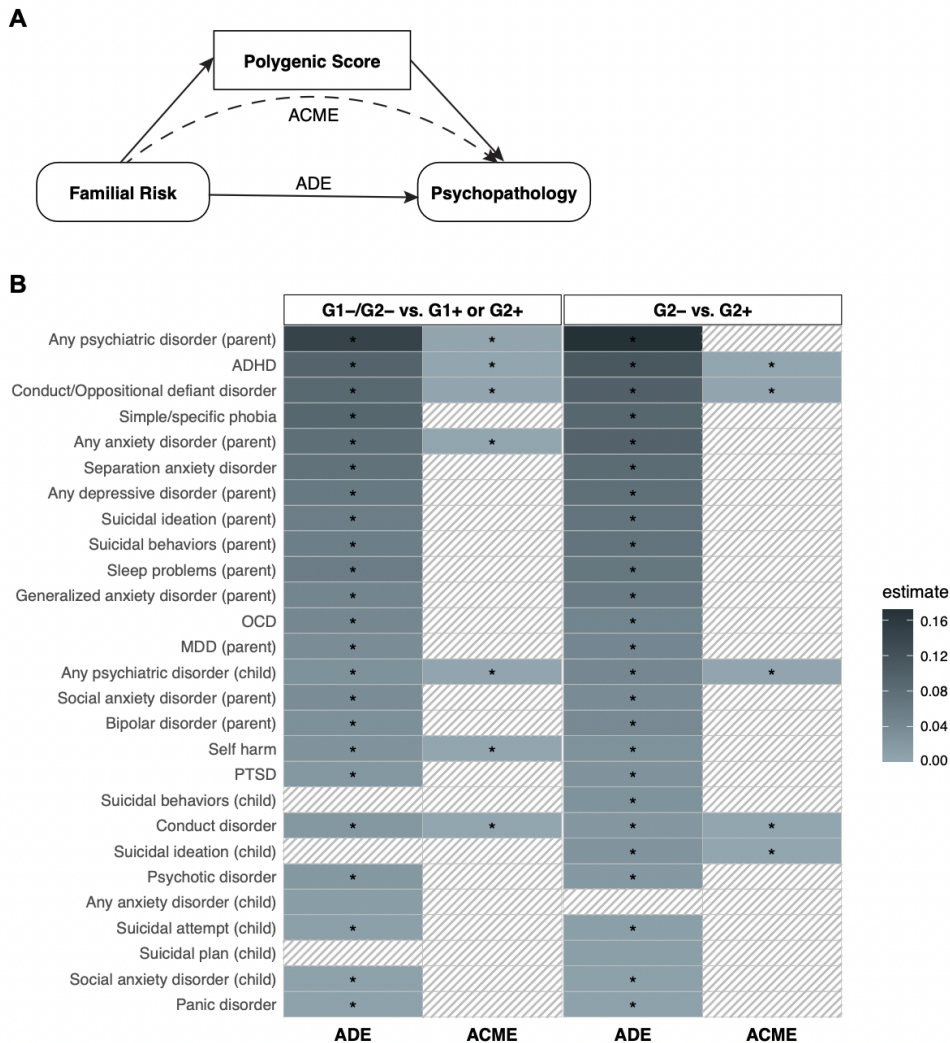 A
Polygenic Score
ACME
Familial Risk
ADE
Psychopathology
B
G1–/G2– vs. G1+ or G2+
G2– vs. G2+
Any psychiatric disorder (parent) * * *
ADHD * * * *
Conduct/Oppositional defiant disorder * * * *
Simple/specific phobia * *
Any anxiety disorder (parent) * * *
Separation anxiety disorder * *
Any depressive disorder (parent) * *
Suicidal ideation (parent) * *
Suicidal behaviors (parent) * *
Sleep problems (parent) * *
Generalized anxiety disorder (parent) * *
OCD * *
MDD (parent) * *
Any psychiatric disorder (child) * * * *
Social anxiety disorder (parent) * *
Bipolar disorder (parent) * *
Self harm * * *
PTSD * *
Suicidal behaviors (child) *
Conduct disorder * * * *
Suicidal ideation (child) * *
Psychotic disorder * *
Any anxiety disorder (child)
Suicidal attempt (child) * *
Suicidal plan (child)
Social anxiety disorder (child) * *
Panic disorder * *
ADE ACME ADE ACME
estimate
0.16
0.12
0.08
0.04
0.00